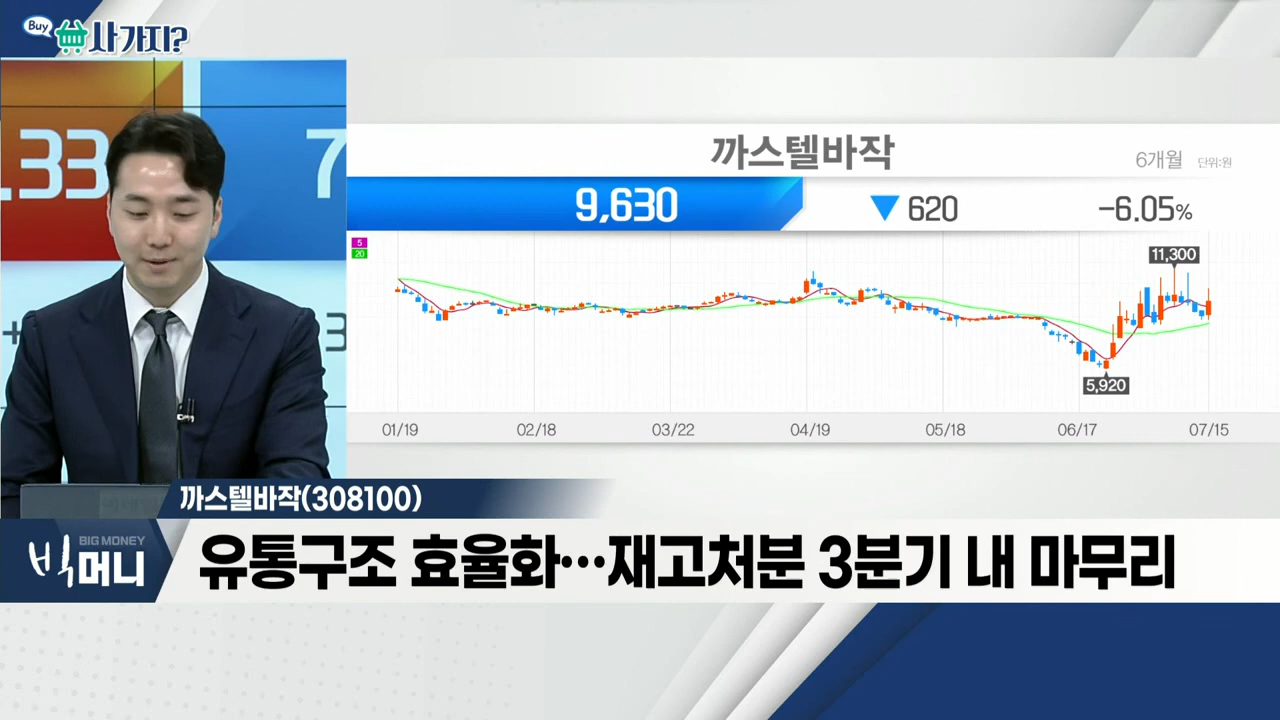 Buy
사가지?
.33
7
+
3
까스텔바작
6개월 단위:원
9,630 ▼ 620 -6.05%
5
20
11,300
5,920
01/19 02/18 03/22 04/19 05/18 06/17 07/15
까스텔바작(308100)
BIG MONEY
빅머니
유통구조 효율화…재고처분 3분기 내 마무리